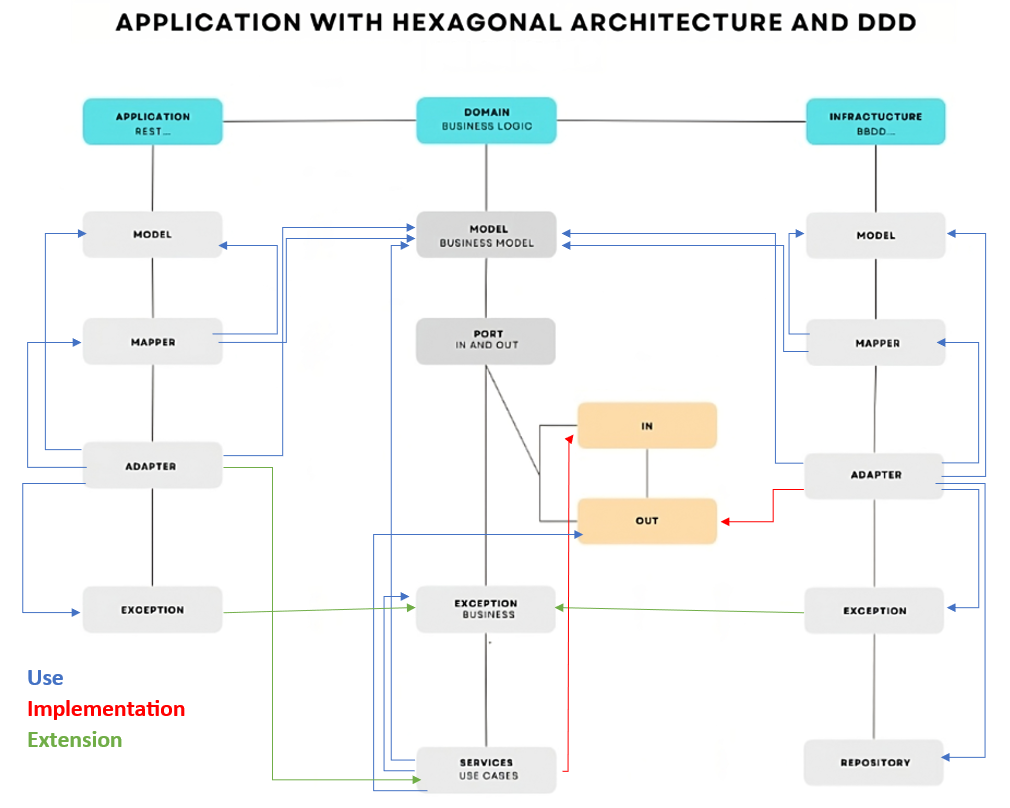 APPLICATION WITH HEXAGONAL ARCHITECTURE AND DDD
APPLICATION
REST...
DOMAIN
BUSINESS LOGIC
INFRACTUCTURE
BBDD...
MODEL
MODEL
BUSINESS MODEL
MODEL
MAPPER
PORT
IN AND OUT
MAPPER
IN
ADAPTER
ADAPTER
OUT
EXCEPTION
EXCEPTION
BUSINESS
EXCEPTION
Use
Implementation
Extension
SERVICES
USE CASES
REPOSITORY